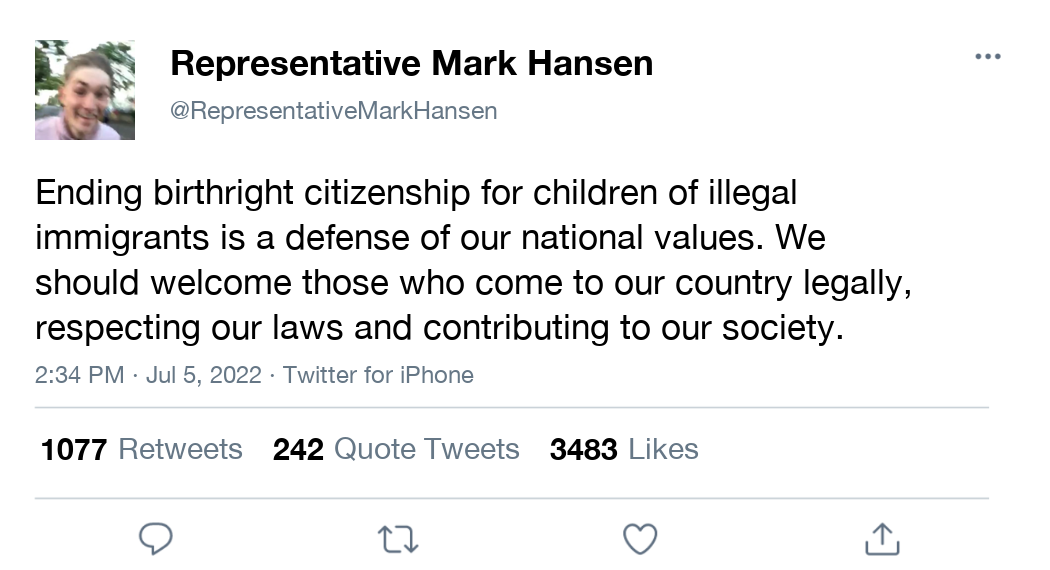 Representative Mark Hansen
@RepresentativeMarkHansen
Ending birthright citizenship for children of illegal
immigrants is a defense of our national values. We
should welcome those who come to our country legally,
respecting our laws and contributing to our society.
2:34 PM · Jul 5, 2022 · Twitter for iPhone
1077 Retweets 242 Quote Tweets 3483 Likes